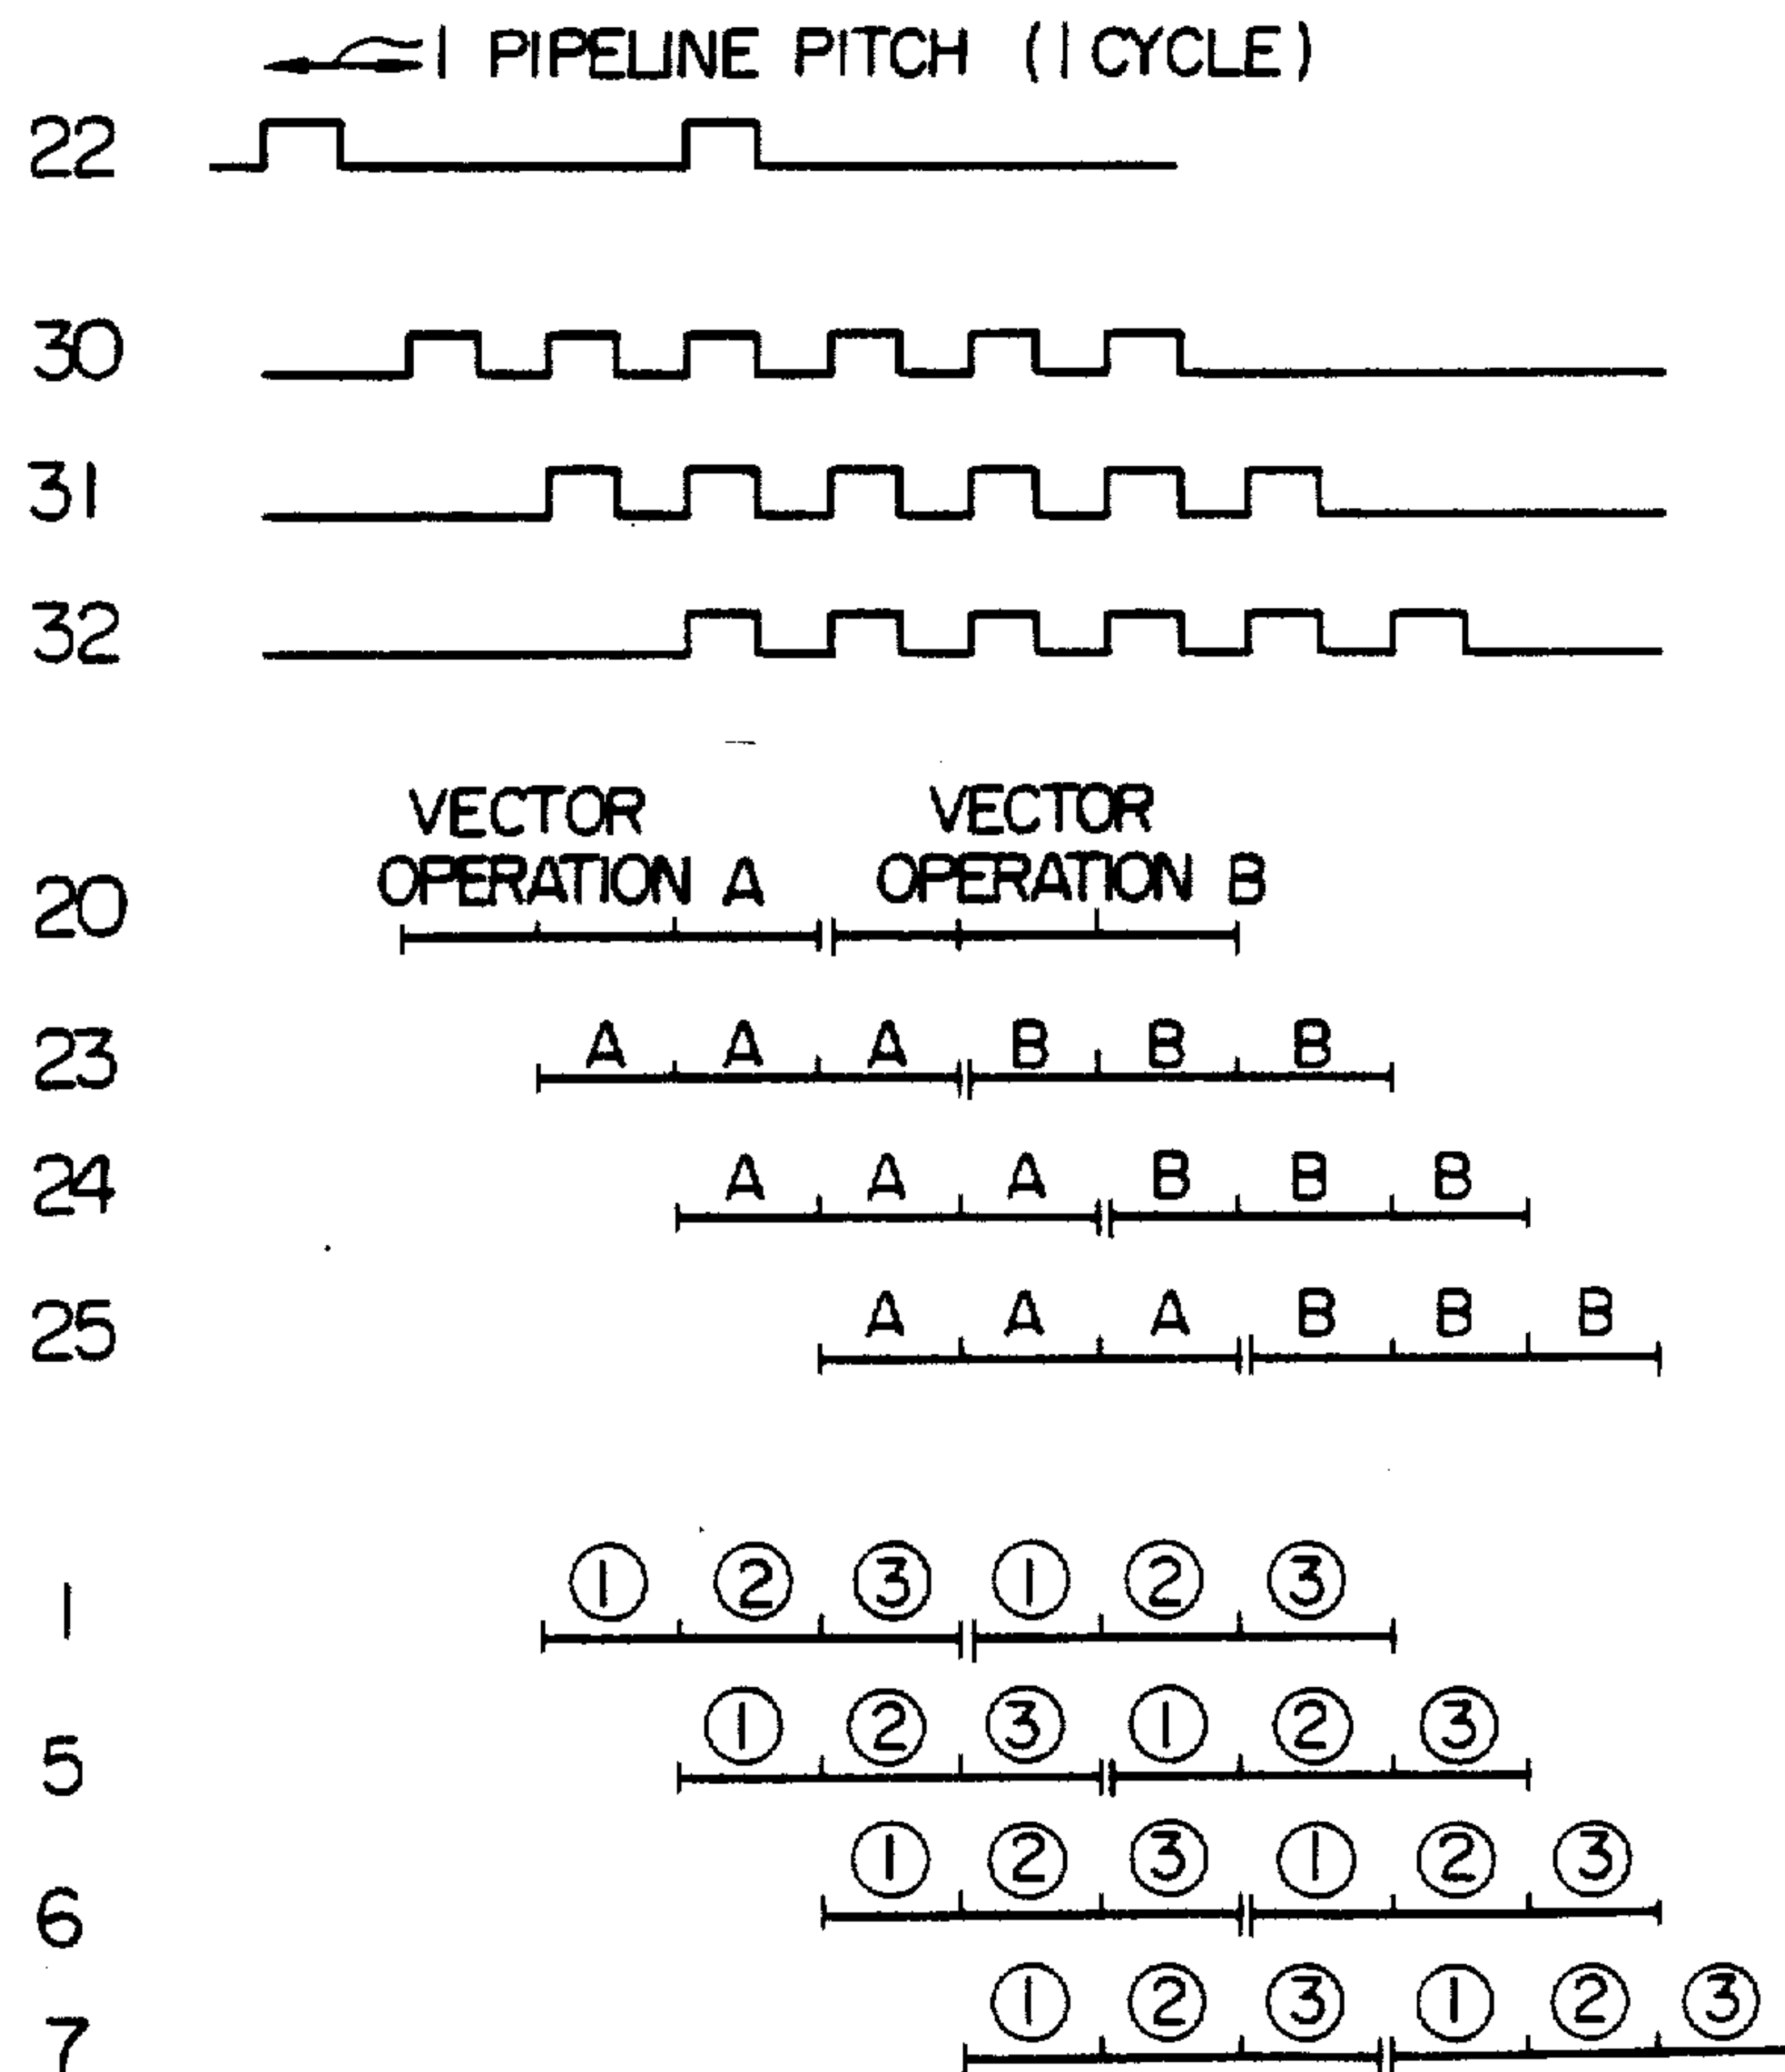 1 PIPELINE PITCH (1 CYCLE)
22
30
31
32
VECTOR VECTOR
20 OPERATION A OPERATION B
23 A A A B B B
24 A A A B B B
25 A A A B B B
1 ① ② ③ ① ② ③
5 ① ② ③ ① ② ③
6 ① ② ③ ① ② ③
7 ① ② ③ ① ② ③